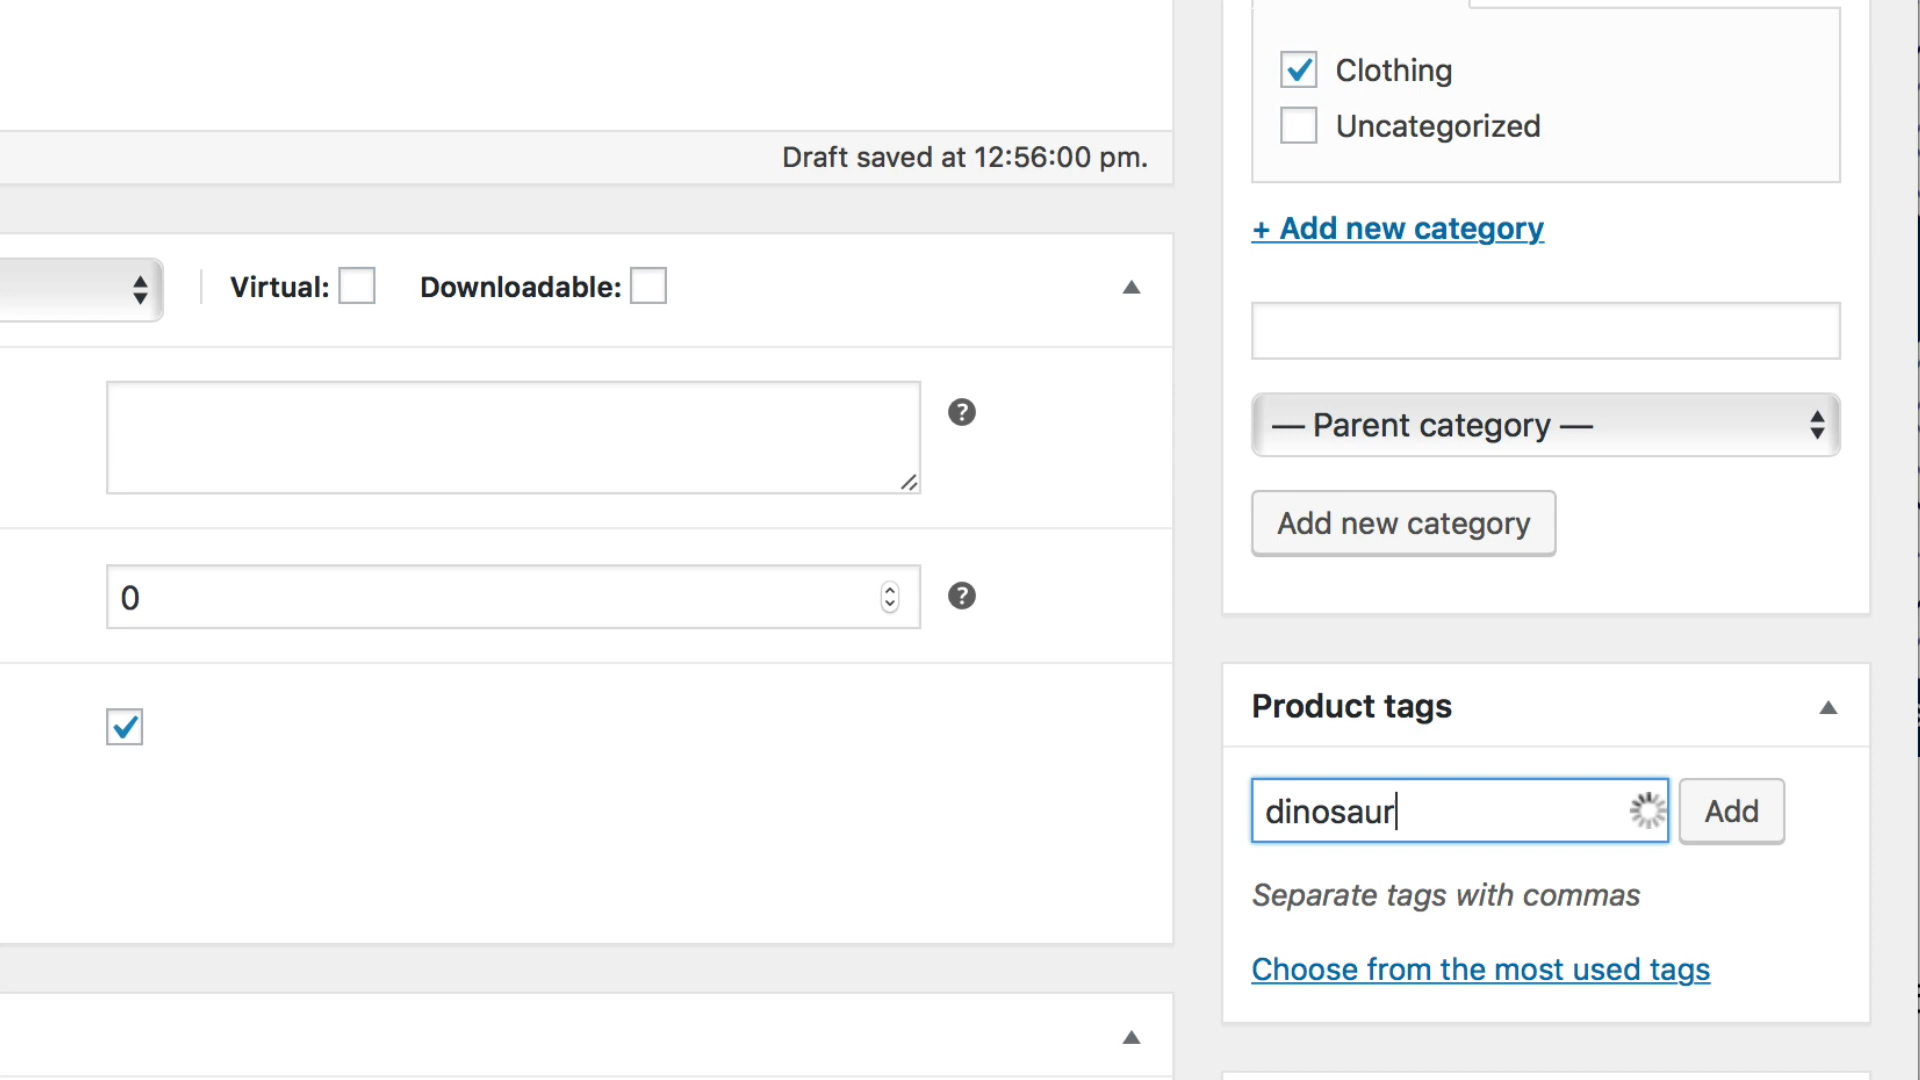 Clothing
Uncategorized
Draft saved at 12:56:00 pm.
+ Add new category
Virtual:
Downloadable:
— Parent category —
Add new category
0
Product tags
dinosaur
Add
Separate tags with commas
Choose from the most used tags